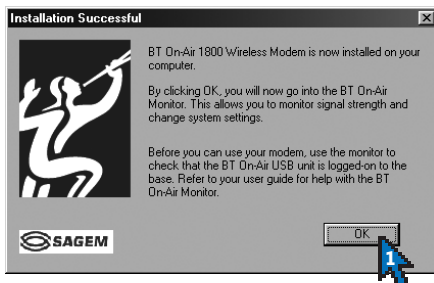 Installation Successful
BT On-Air 1800 Wireless Modem is now installed on your
computer.
By clicking OK, you will now go into the BT On-Air
Monitor. This allows you to monitor signal strength and
change system settings.
Before you can use your modem, use the monitor to
check that the BT On-Air USB unit is logged-on to the
base. Refer to your user guide for help with the BT
On-Air Monitor.
SAGEM
OK
1